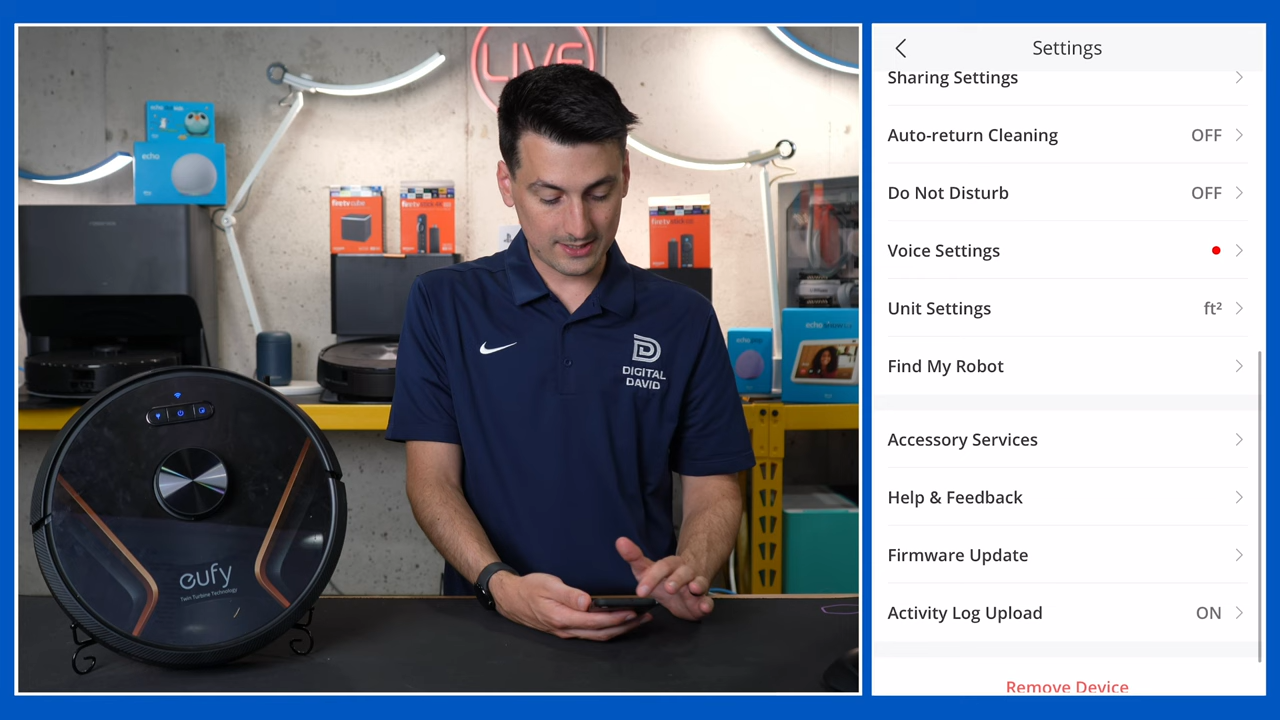 LIVE
echo
fire tv cube
eufy
Twin Turbine Technology
DIGITAL
DAVID
Settings
Sharing Settings
Auto-return Cleaning OFF
Do Not Disturb OFF
Voice Settings
Unit Settings ft²
Find My Robot
Accessory Services
Help & Feedback
Firmware Update
Activity Log Upload ON
Remove Device